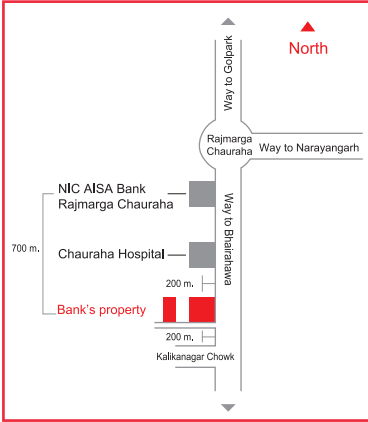 North
Way to Golpark
Rajmarga
Chauraha
Way to Narayangarh
NIC AISA Bank
Rajmarga Chauraha
Way to Bhairahawa
700 m.
Chauraha Hospital
200 m.
Bank's property
200 m.
Kalikanagar Chowk